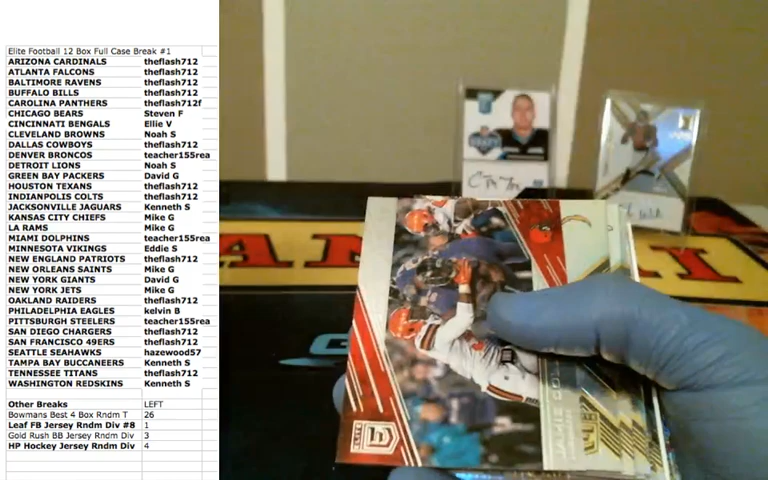 Elite Football 12 Box Full Case Break #1
ARIZONA CARDINALS theflash712
ATLANTA FALCONS theflash712
BALTIMORE RAVENS theflash712
BUFFALO BILLS theflash712
CAROLINA PANTHERS theflash712f
CHICAGO BEARS Steven F
CINCINNATI BENGALS Ellie V
CLEVELAND BROWNS Noah S
DALLAS COWBOYS theflash712
DENVER BRONCOS teacher155rea
DETROIT LIONS Noah S
GREEN BAY PACKERS David G
HOUSTON TEXANS theflash712
INDIANPOLIS COLTS theflash712
JACKSONVILLE JAGUARS Kenneth S
KANSAS CITY CHIEFS Mike G
LA RAMS Mike G
MIAMI DOLPHINS teacher155rea
MINNESOTA VIKINGS Eddie S
NEW ENGLAND PATRIOTS theflash712
NEW ORLEANS SAINTS Mike G
NEW YORK GIANTS David G
NEW YORK JETS Mike G
OAKLAND RAIDERS theflash712
PHILADELPHIA EAGLES kelvin B
PITTSBURGH STEELERS teacher155rea
SAN DIEGO CHARGERS theflash712
SAN FRANCISCO 49ERS theflash712
SEATTLE SEAHAWKS hazewood57
TAMPA BAY BUCCANEERS Kenneth S
TENNESSEE TITANS theflash712
WASHINGTON REDSKINS Kenneth S
Other Breaks LEFT
Bowmans Best 4 Box Rndm T 26
Leaf FB Jersey Rndm Div #8 1
Gold Rush BB Jersey Rndm Div 3
HP Hockey Jersey Rndm Div 4
ELITE
JAMIE